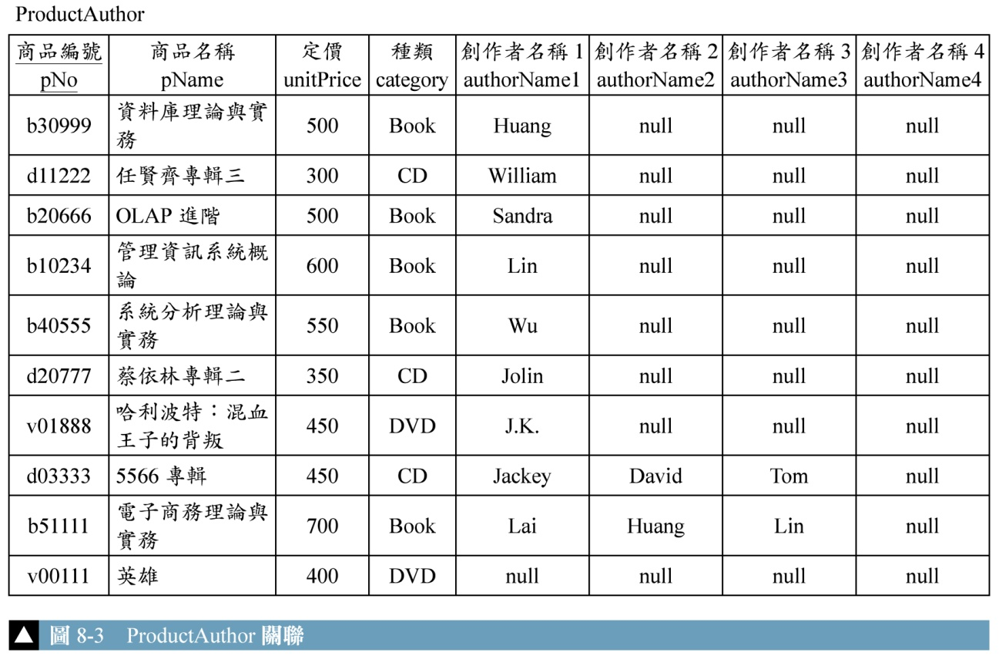 ProductAuthor
商品編號 商品名稱 定價 種類 創作者名稱 1 創作者名稱 2 創作者名稱 3 創作者名稱 4
pNo pName unitPrice category authorName1 authorName2 authorName3 authorName4
b30999 資料庫理論與實務 500 Book Huang null null null
d11222 任賢齊專輯三 300 CD William null null null
b20666 OLAP 進階 500 Book Sandra null null null
b10234 管理資訊系統概論 600 Book Lin null null null
b40555 系統分析理論與實務 550 Book Wu null null null
d20777 蔡依林專輯二 350 CD Jolin null null null
v01888 哈利波特：混血王子的背叛 450 DVD J.K. null null null
d03333 5566 專輯 450 CD Jackey David Tom null
b51111 電子商務理論與實務 700 Book Lai Huang Lin null
v00111 英雄 400 DVD null null null null
圖 8-3 ProductAuthor 關聯